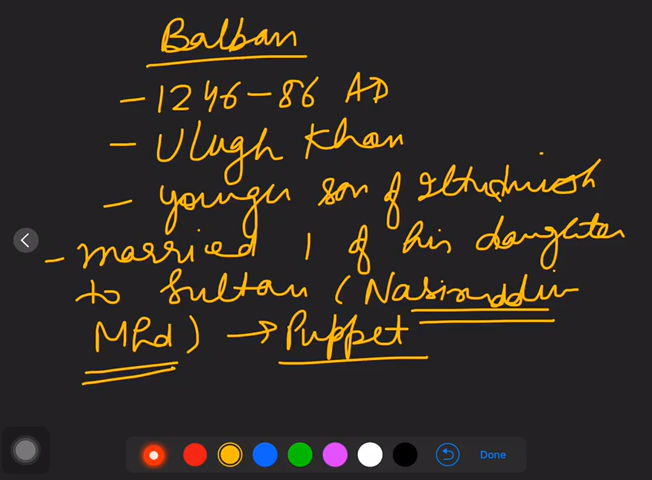 Balban
- 1246-86 AD
- Ulugh Khan
- younger son of Iltutmish
- married 1 of his daughter
to Sultan (Nasiruddin
Mhd) → Puppet
Done